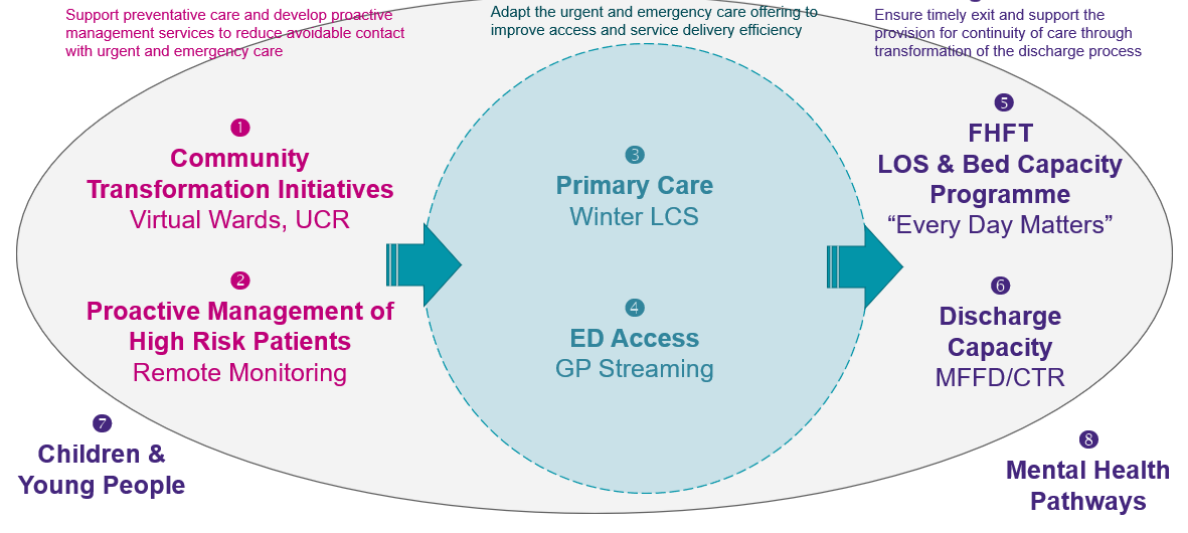 Support preventative care and develop proactive
management services to reduce avoidable contact
with urgent and emergency care
Adapt the urgent and emergency care offering to
improve access and service delivery efficiency
Ensure timely exit and support the
provision for continuity of care through
transformation of the discharge process
1
Community
Transformation Initiatives
Virtual Wards, UCR
2
Proactive Management of
High Risk Patients
Remote Monitoring
3
Primary Care
Winter LCS
4
ED Access
GP Streaming
5
FHFT
LOS & Bed Capacity
Programme
“Every Day Matters”
6
Discharge
Capacity
MFFD/CTR
7
Children &
Young People
8
Mental Health
Pathways